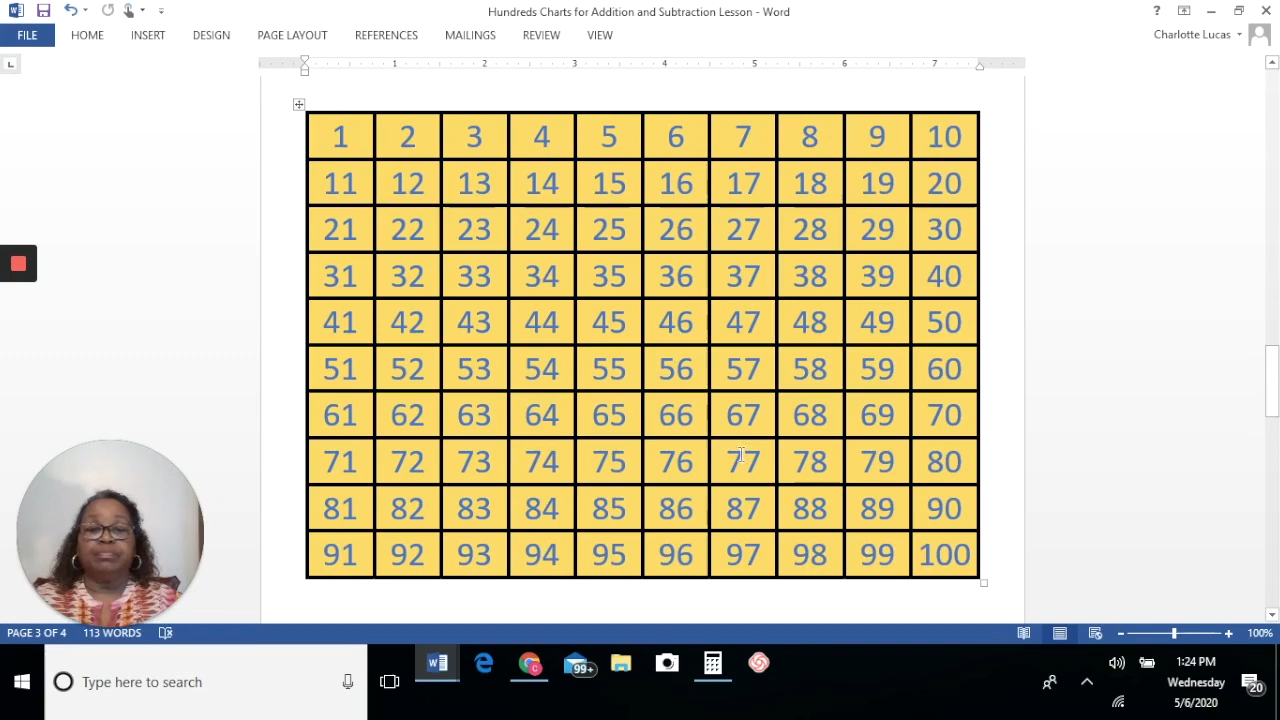 Hundreds Charts for Addition and Subtraction Lesson - Word
?
FILE HOME INSERT DESIGN PAGE LAYOUT REFERENCES MAILINGS REVIEW VIEW Charlotte Lucas
L 1 2 3 4 5 6 7
1 2 3 4 5 6 7 8 9 10
11 12 13 14 15 16 17 18 19 20
21 22 23 24 25 26 27 28 29 30
31 32 33 34 35 36 37 38 39 40
41 42 43 44 45 46 47 48 49 50
51 52 53 54 55 56 57 58 59 60
61 62 63 64 65 66 67 68 69 70
71 72 73 74 75 76 77 78 79 80
81 82 83 84 85 86 87 88 89 90
91 92 93 94 95 96 97 98 99 100
PAGE 3 OF 4 113 WORDS - + 100%
Type here to search 99+ 1:24 PM
Wednesday 20
5/6/2020